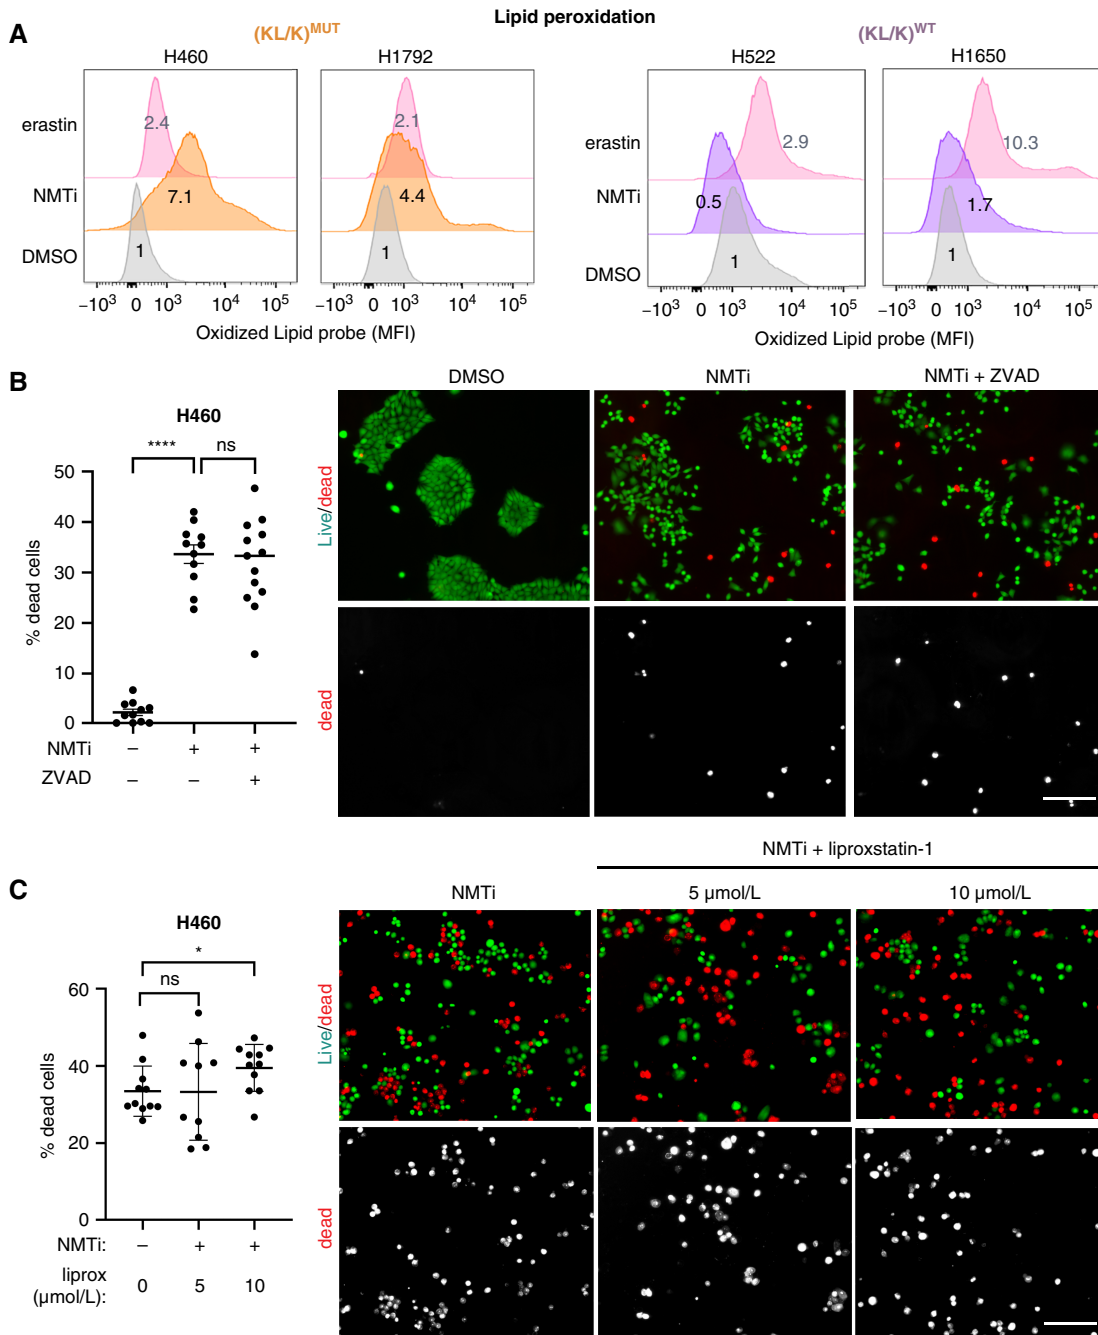 Lipid peroxidation
A
(KL/K)MUT
(KL/K)WT
H460
H1792
H522
H1650
erastin
NMTi
DMSO
2.4
7.1
1
2.1
4.4
1
erastin
NMTi
DMSO
2.9
0.5
1
10.3
1.7
1
−10³ 0 10³ 10⁴ 10⁵
−10³ 0 10³ 10⁴ 10⁵
−10³ 0 10³ 10⁴ 10⁵
−10³ 0 10³ 10⁴ 10⁵
Oxidized Lipid probe (MFI)
Oxidized Lipid probe (MFI)
B
H460
**** ns
% dead cells
50
40
30
20
10
0
NMTi − + +
ZVAD − − +
DMSO
NMTi
NMTi + ZVAD
Live/dead
dead
C
H460
*
ns
% dead cells
60
40
20
0
NMTi: − + +
liprox 0 5 10
(µmol/L):
NMTi + liproxstatin-1
NMTi
5 µmol/L
10 µmol/L
Live/dead
dead